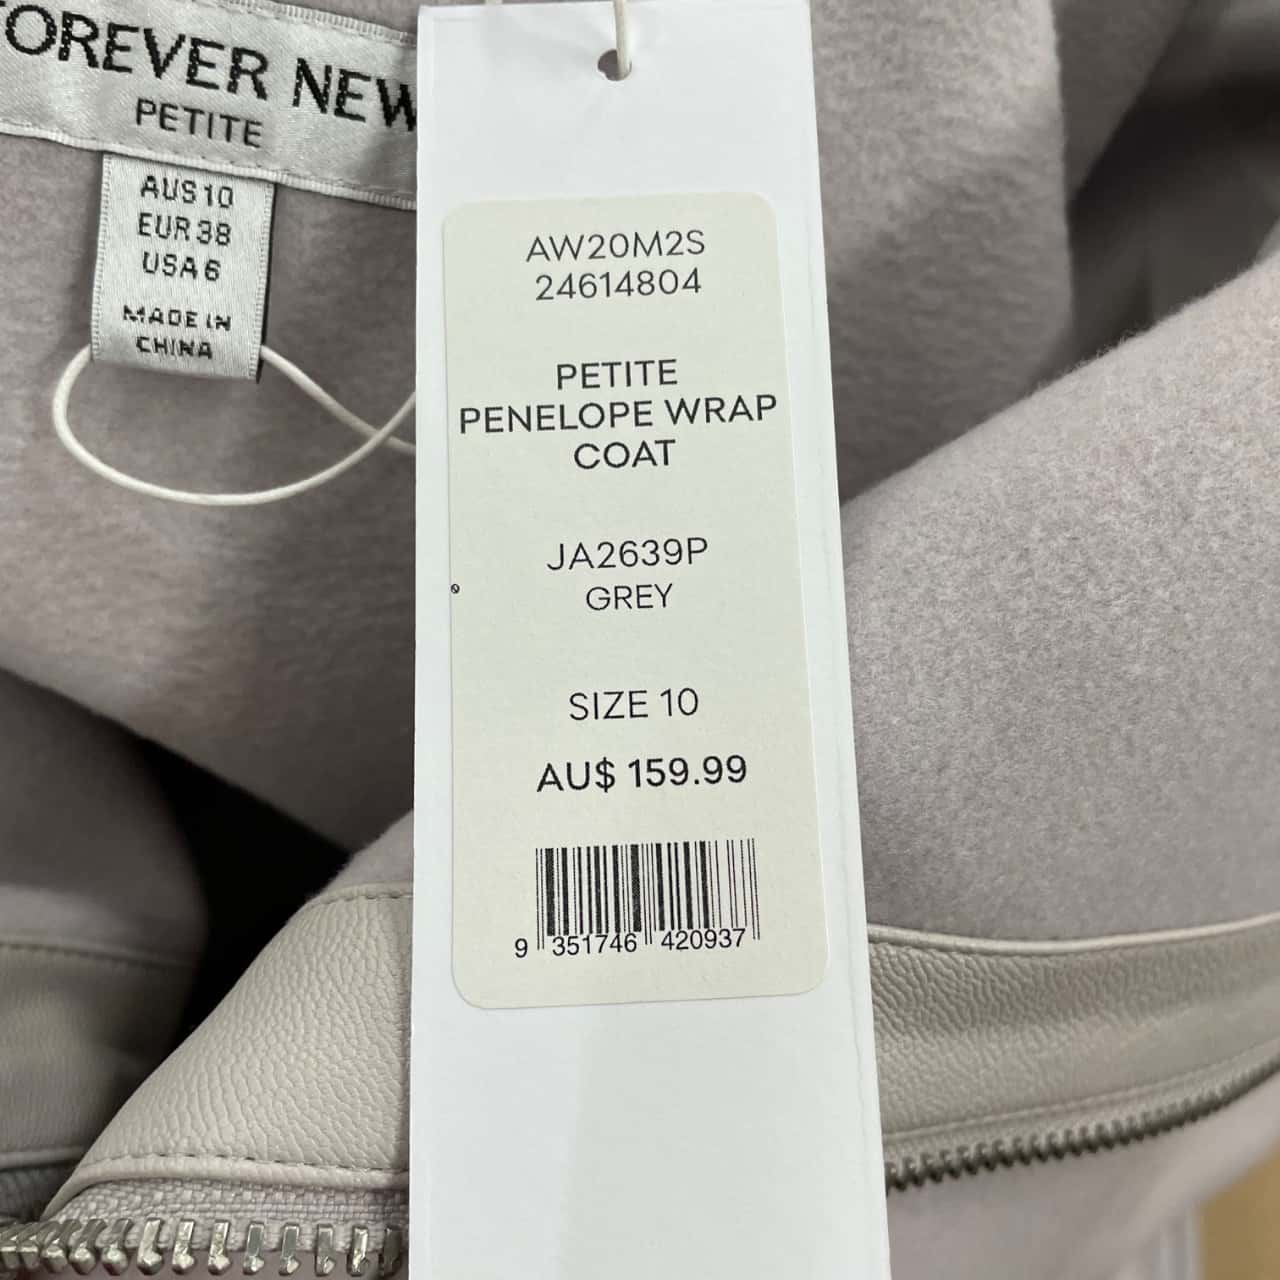 FOREVER NEW
PETITE
AUS 10
EUR 38
USA 6
MADE IN
CHINA
AW20M2S
24614804
PETITE
PENELOPE WRAP
COAT
JA2639P
GREY
SIZE 10
AU$ 159.99
9 351746 420937